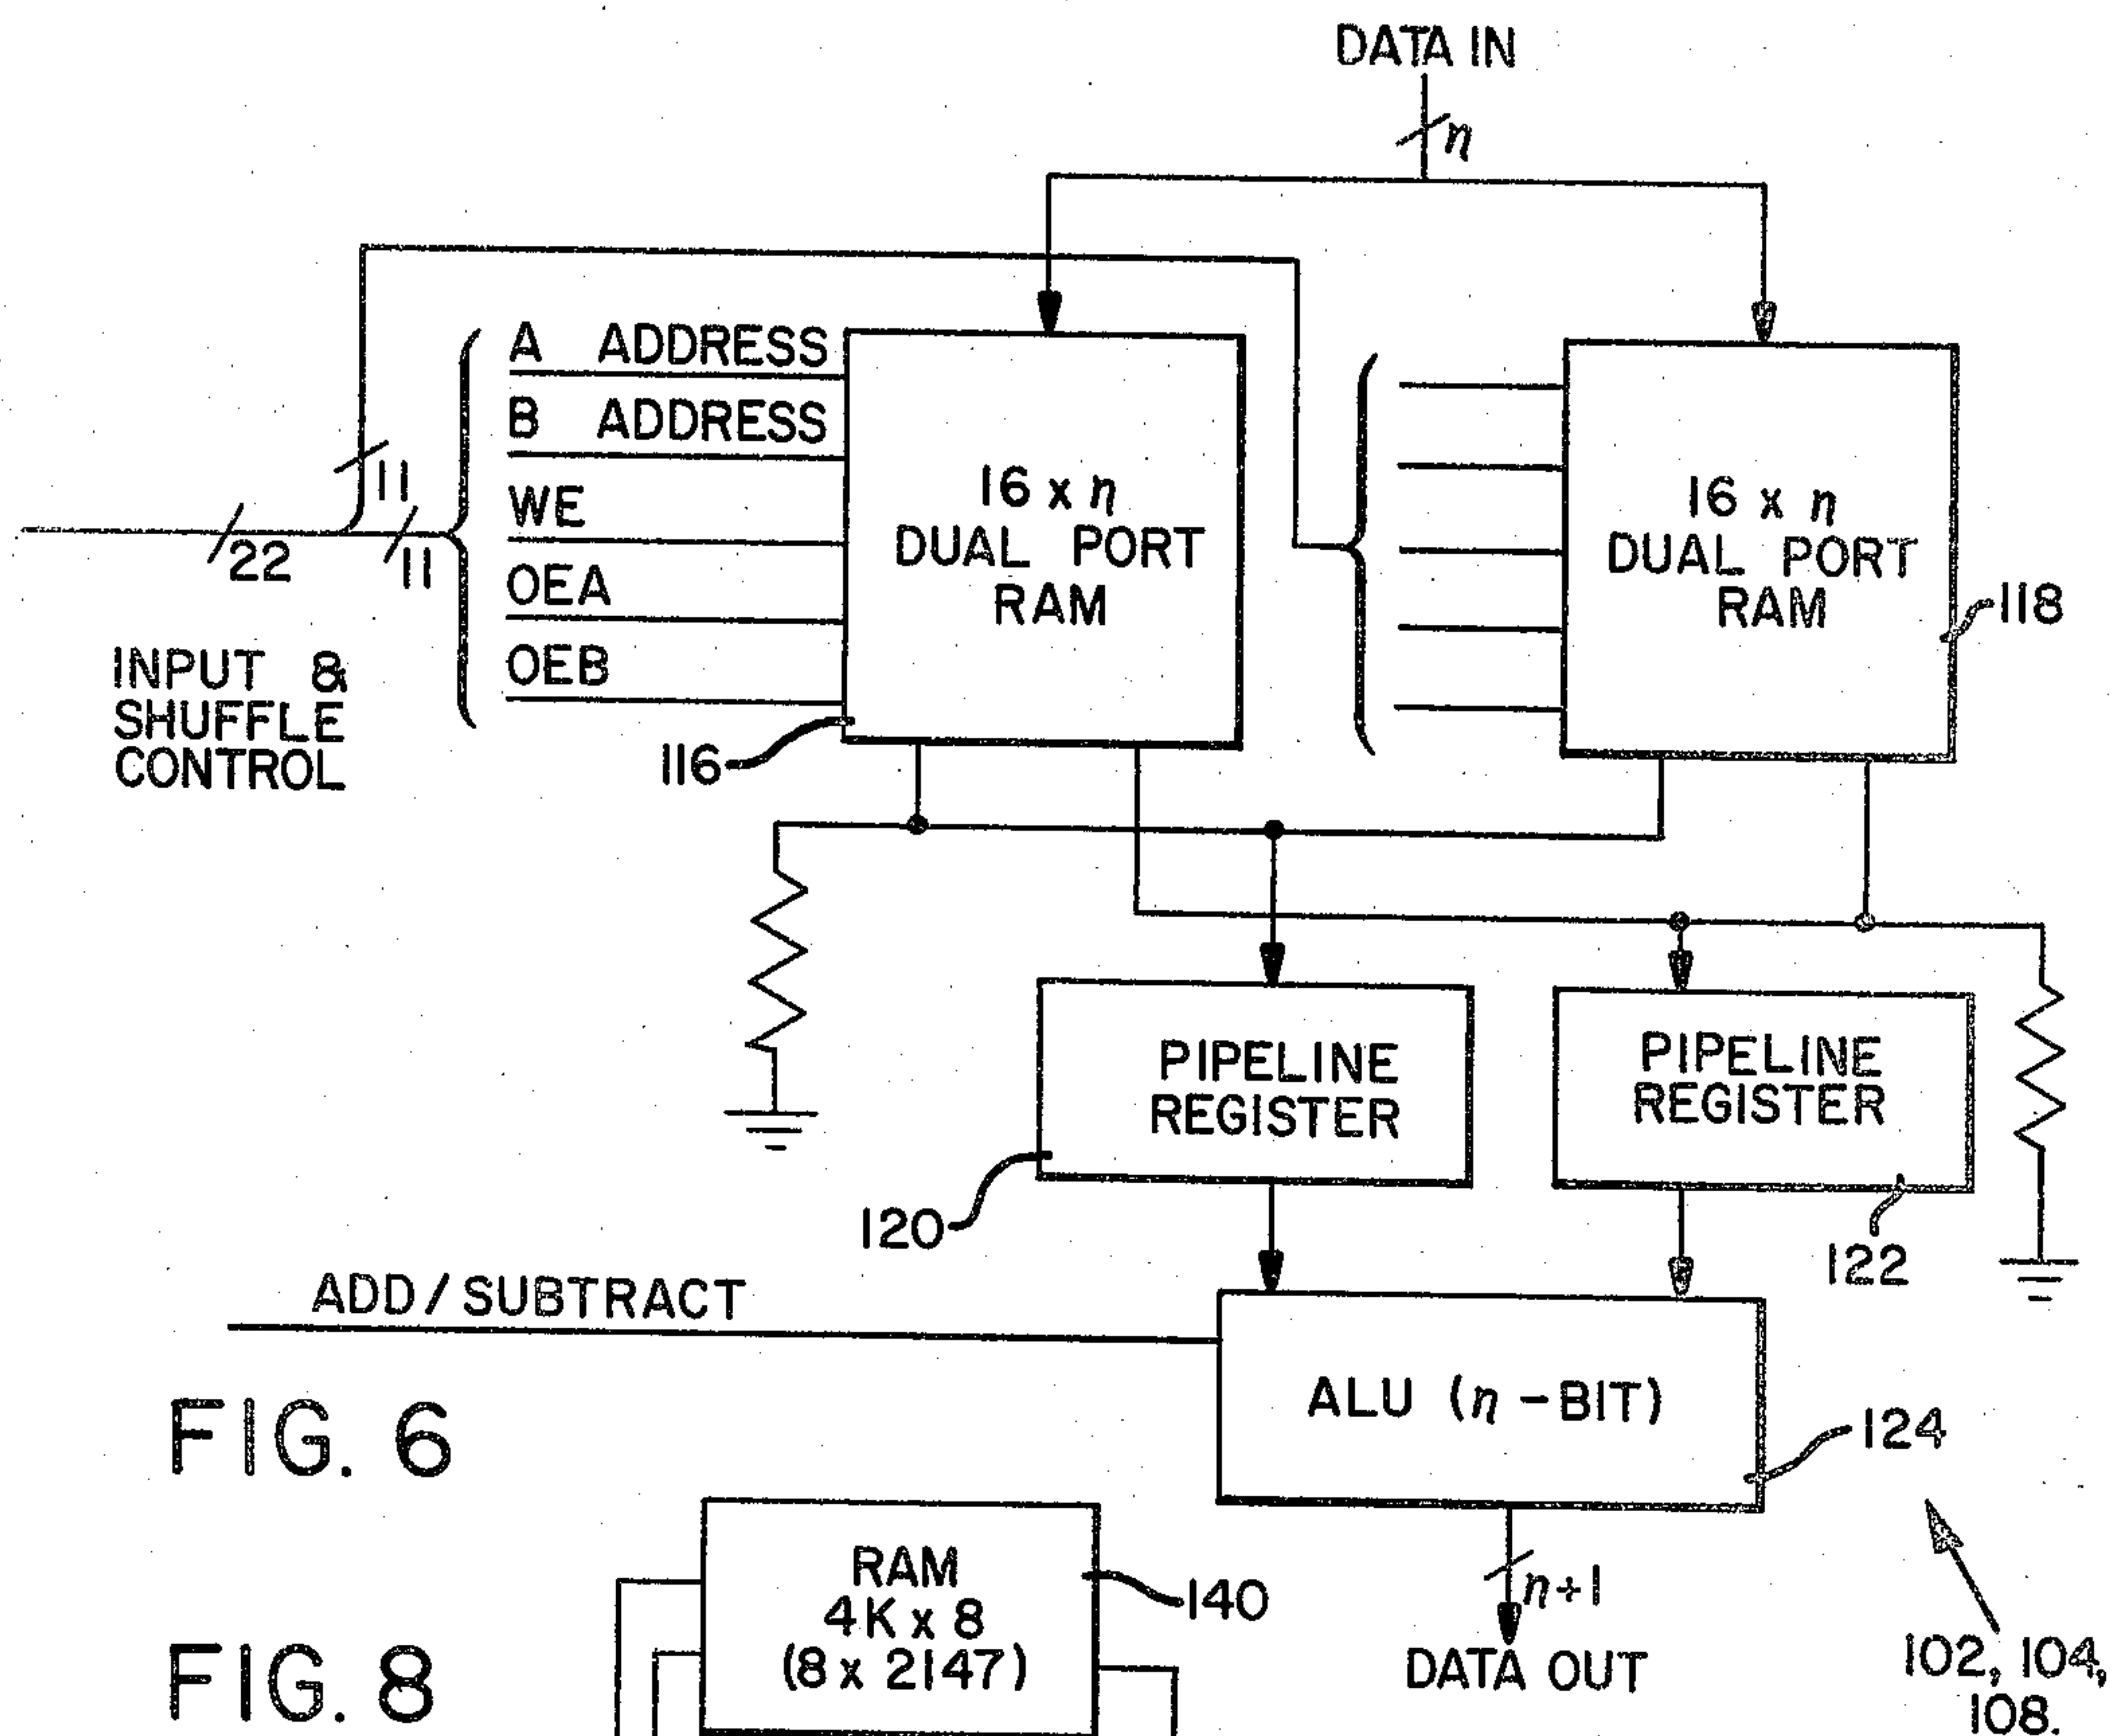 DATA IN
n
A ADDRESS
B ADDRESS
WE
OEA
OEB
11
22
11
INPUT &
SHUFFLE
CONTROL
16 x n
DUAL PORT
RAM
116
16 x n
DUAL PORT
RAM
118
PIPELINE
REGISTER
120
PIPELINE
REGISTER
122
ADD / SUBTRACT
ALU (n - BIT)
124
n+1
DATA OUT
102, 104,
108.
FIG. 6
RAM
4K x 8
(8 x 2147)
140
FIG. 8